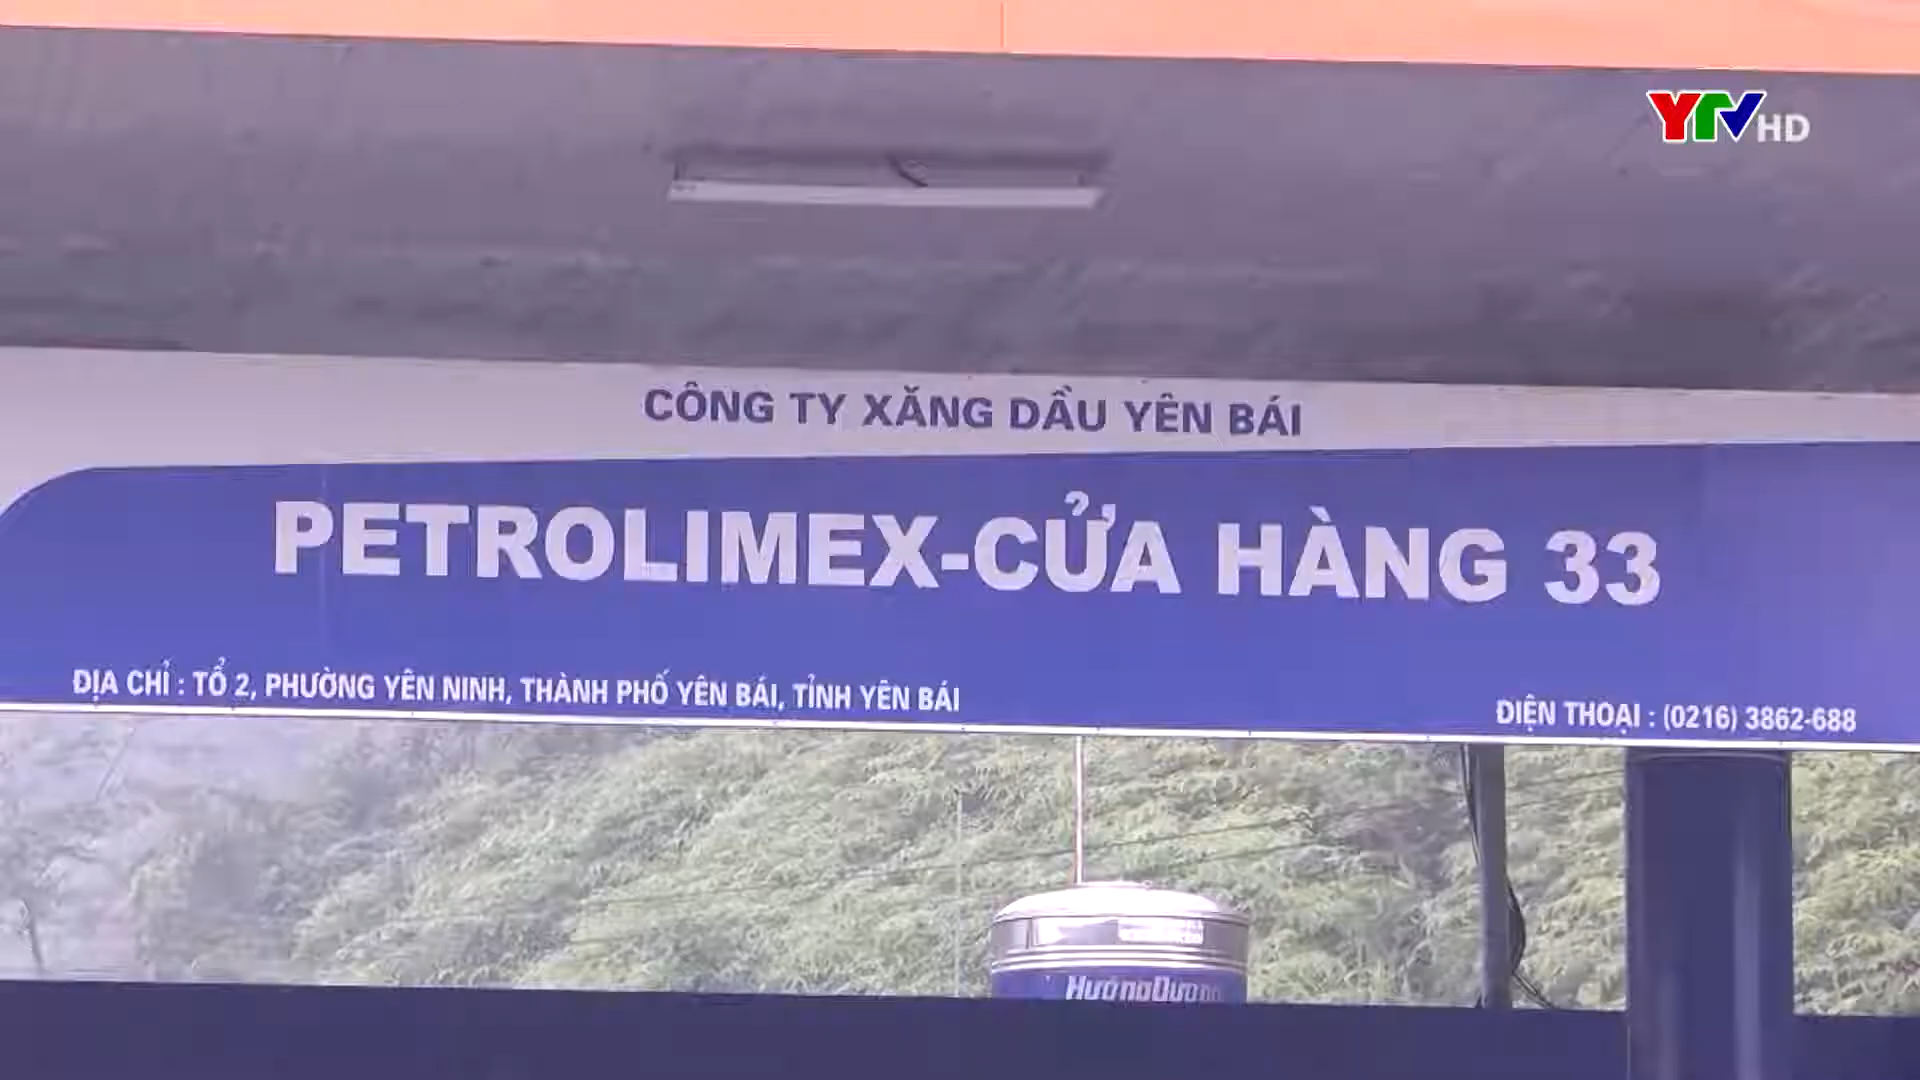 YTV HD
CÔNG TY XĂNG DẦU YÊN BÁI
PETROLIMEX-CỬA HÀNG 33
ĐỊA CHỈ : TỔ 2, PHƯỜNG YÊN NINH, THÀNH PHỐ YÊN BÁI, TỈNH YÊN BÁI
ĐIỆN THOẠI : (0216) 3862-688
HướngDương